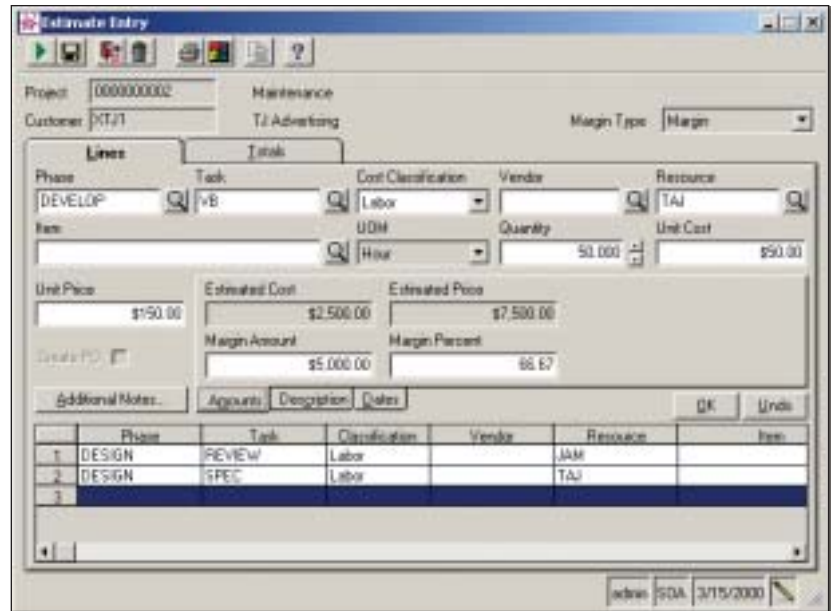 Estimate Entry
Project 0000000002 Maintenance
Customer XTJ1 TJ Advertising Margin Type Margin
Lines Totals
Phase Task Cost Classification Vendor Resource
DEVELOP VB Labor TAJ
Item UOM Quantity Unit Cost
Hour 50.000 $50.00
Unit Price Estimated Cost Estimated Price
$150.00 $2,500.00 $7,500.00
Margin Amount Margin Percent
Create PO $5,000.00 66.67
Additional Notes... Amounts Description Dates OK Undo
Phase Task Classification Vendor Resource Item
1 DESIGN REVIEW Labor JAM
2 DESIGN SPEC Labor TAJ
3
admin SOA 3/15/2000